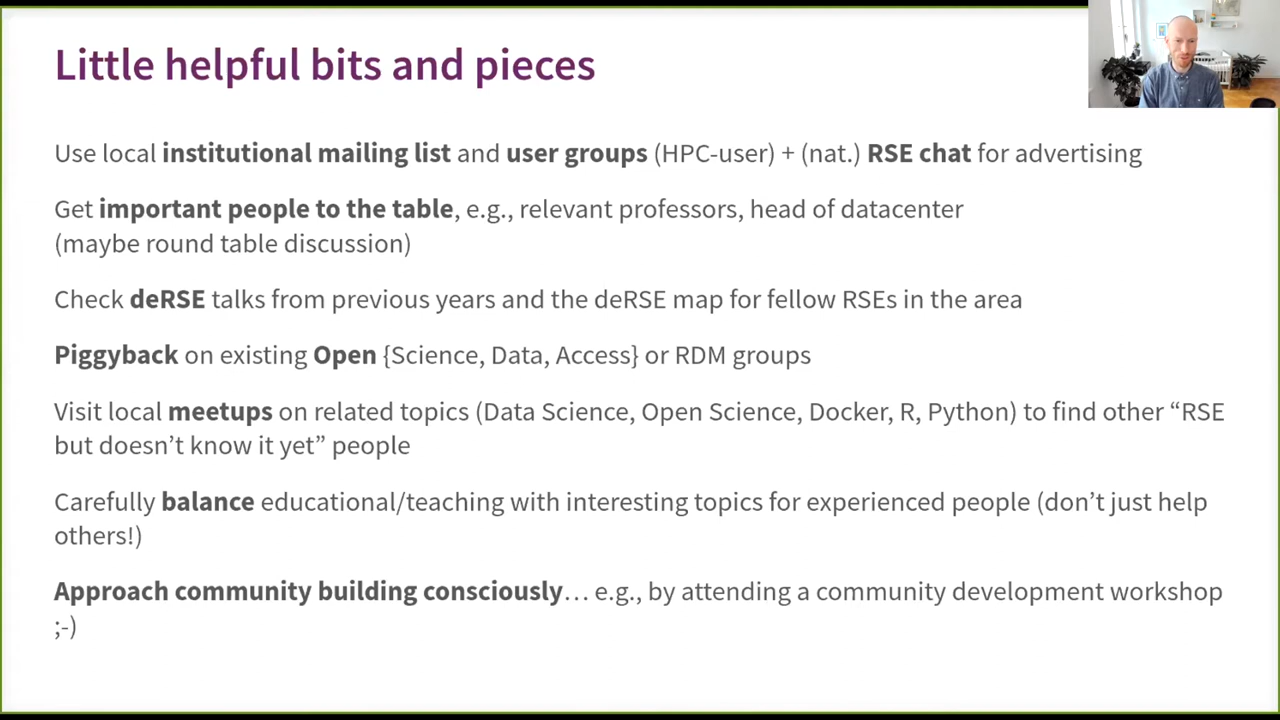 Little helpful bits and pieces
Use local institutional mailing list and user groups (HPC-user) + (nat.) RSE chat for advertising
Get important people to the table, e.g., relevant professors, head of datacenter
(maybe round table discussion)
Check deRSE talks from previous years and the deRSE map for fellow RSEs in the area
Piggyback on existing Open {Science, Data, Access} or RDM groups
Visit local meetups on related topics (Data Science, Open Science, Docker, R, Python) to find other “RSE
but doesn’t know it yet” people
Carefully balance educational/teaching with interesting topics for experienced people (don’t just help
others!)
Approach community building consciously… e.g., by attending a community development workshop
;-)